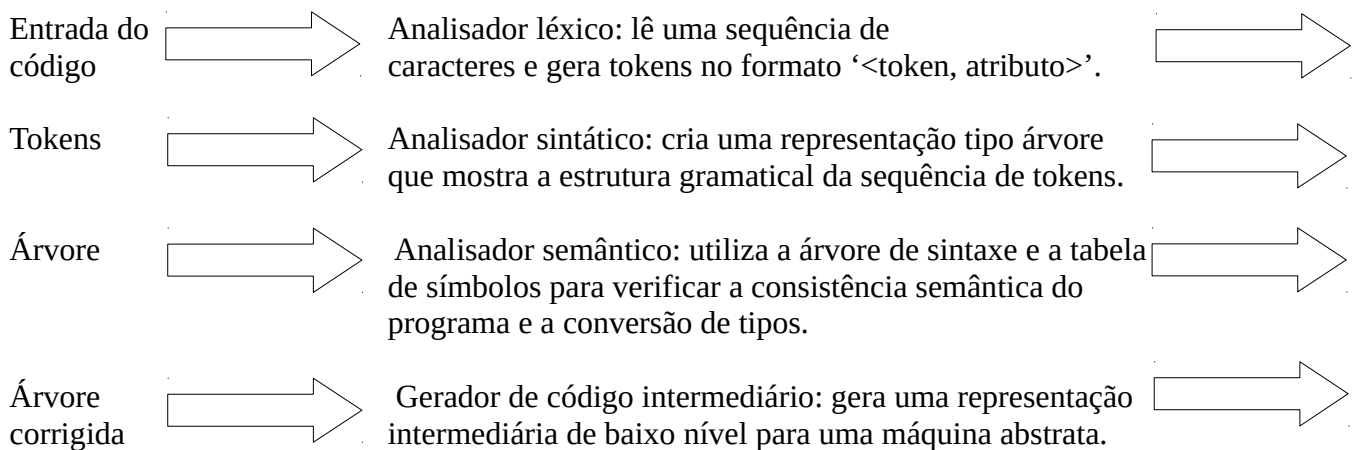 Entrada do
código
Analisador léxico: lê uma sequência de
caracteres e gera tokens no formato ‘<token, atributo>’.
Tokens
Analisador sintático: cria uma representação tipo árvore
que mostra a estrutura gramatical da sequência de tokens.
Árvore
Analisador semântico: utiliza a árvore de sintaxe e a tabela
de símbolos para verificar a consistência semântica do
programa e a conversão de tipos.
Árvore
corrigida
Gerador de código intermediário: gera uma representação
intermediária de baixo nível para uma máquina abstrata.